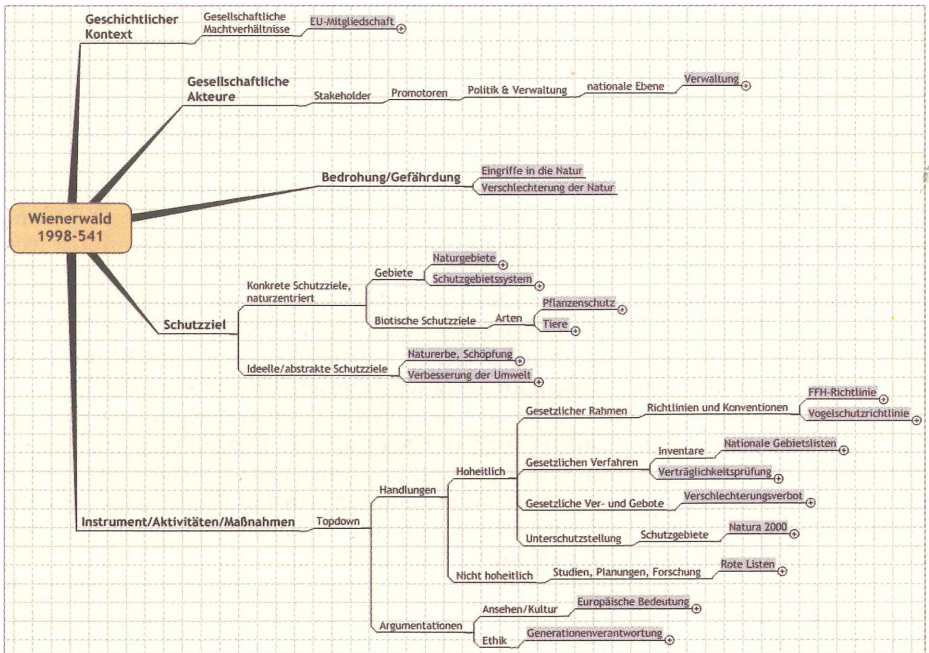 Geschichtlicher
Kontext
Gesellschaftliche
Machtverhältnisse
EU-Mitgliedschaft
Gesellschaftliche
Akteure
Stakeholder
Promotoren
Politik & Verwaltung
nationale Ebene
Verwaltung
Bedrohung/Gefährdung
Eingriffe in die Natur
Verschlechterung der Natur
Wienerwald
1998-541
Schutzziel
Konkrete Schutzziele,
naturzentriert
Gebiete
Naturgebiete
Schutzgebietssystem
Biotische Schutzziele
Arten
Pflanzenschutz
Tiere
Ideelle/abstrakte Schutzziele
Naturerbe, Schöpfung
Verbesserung der Umwelt
Instrument/Aktivitäten/Maßnahmen
Topdown
Handlungen
Hoheitlich
Gesetzlicher Rahmen
Richtlinien und Konventionen
FFH-Richtlinie
Vogelschutzrichtlinie
Gesetzlichen Verfahren
Inventare
Nationale Gebietslisten
Verträglichkeitsprüfung
Gesetzliche Ver- und Gebote
Verschlechterungsverbot
Unterschutzstellung
Schutzgebiete
Natura 2000
Nicht hoheitlich
Studien, Planungen, Forschung
Rote Listen
Argumentationen
Ansehen/Kultur
Europäische Bedeutung
Ethik
Generationenverantwortung